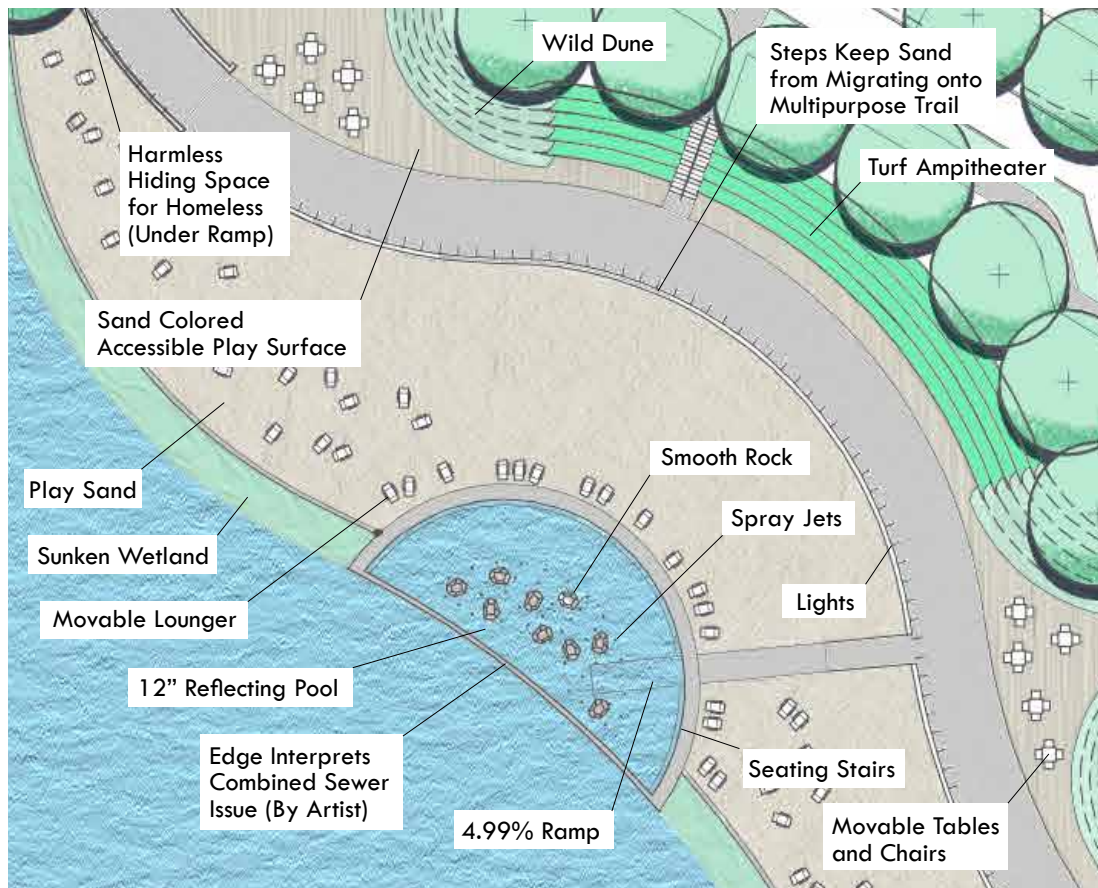 Wild Dune
Steps Keep Sand
from Migrating onto
Multipurpose Trail
Harmless
Hiding Space
for Homeless
(Under Ramp)
Turf Ampitheater
Sand Colored
Accessible Play Surface
Smooth Rock
Play Sand
Spray Jets
Sunken Wetland
Lights
Movable Lounger
12” Reflecting Pool
Edge Interprets
Combined Sewer
Issue (By Artist)
Seating Stairs
4.99% Ramp
Movable Tables
and Chairs